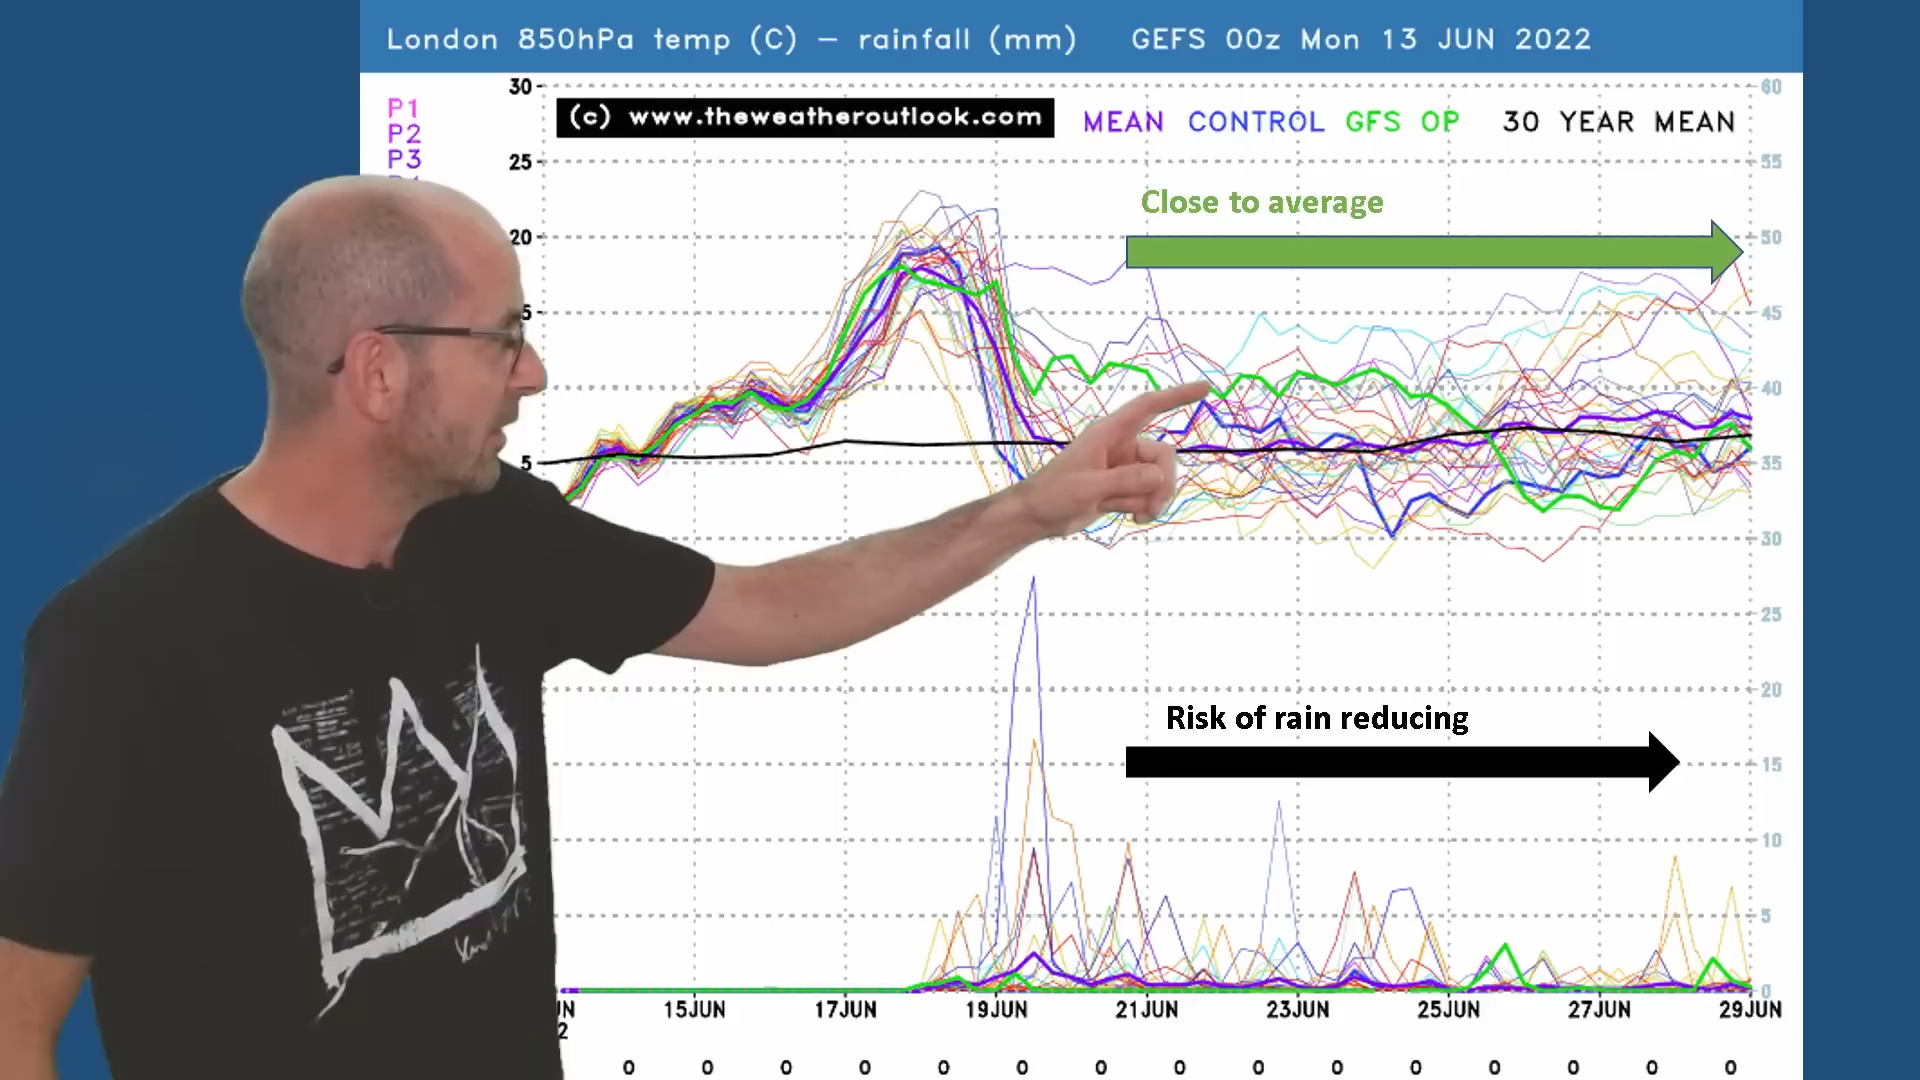 London 850hPa temp (C) – rainfall (mm) GEFS 00z Mon 13 JUN 2022
30 60
P1 (c) www.theweatheroutlook.com MEAN CONTROL GFS OP 30 YEAR MEAN
P2
P3
25 55
Close to average
20 50
5 45
40
5 35
30
25
20
Risk of rain reducing
15
10
5
0
15JUN 17JUN 19JUN 21JUN 23JUN 25JUN 27JUN 29JUN
0 0 0 0 0 0 0 0 0 0 0 0 0 0 0